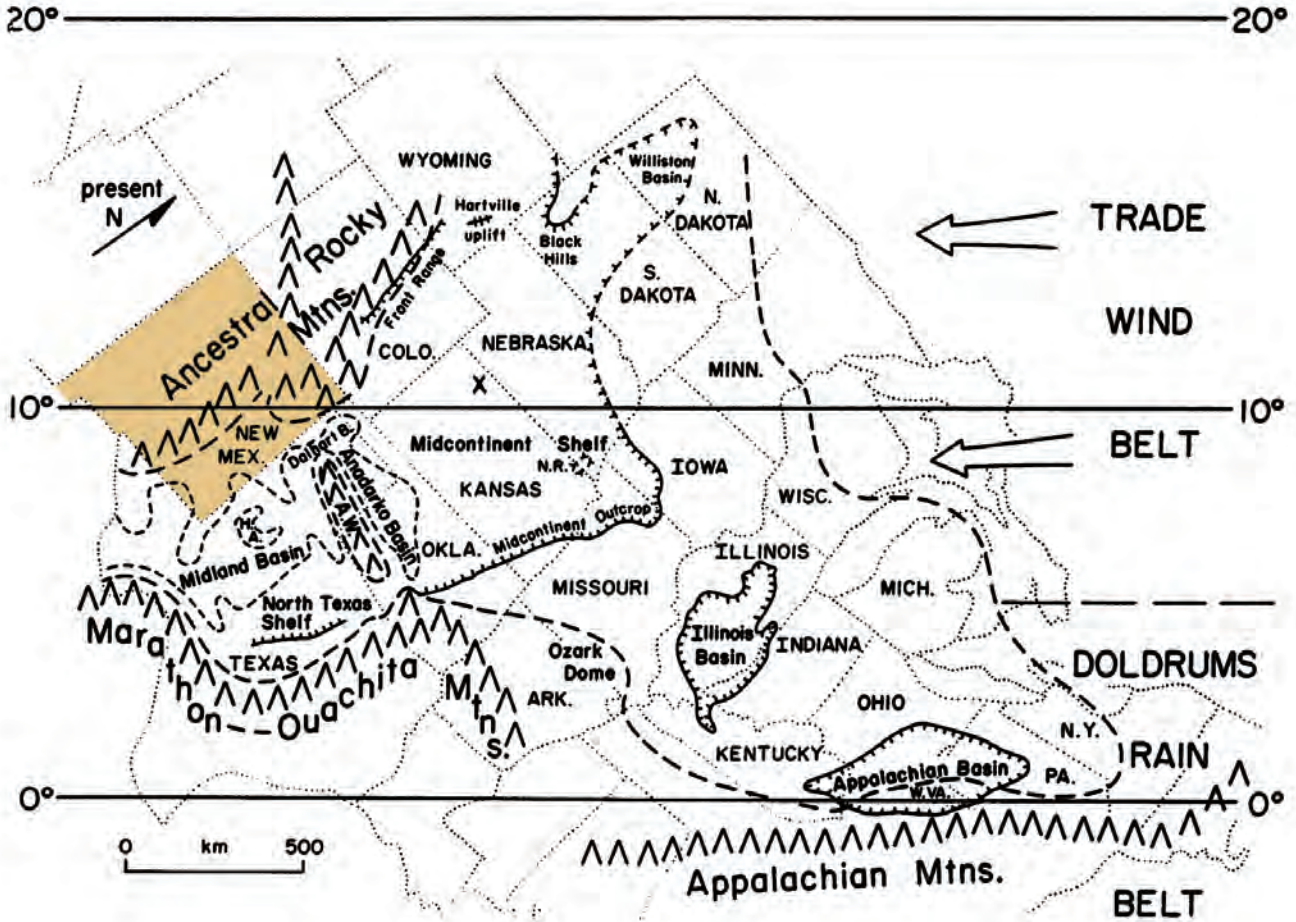 20°
20°
WYOMING
Williston
Basin
present
N
N.
DAKOTA
Hartville
uplift
Black
Hills
TRADE
Rocky
Mtns.
Ancestral
Front Range
S.
DAKOTA
WIND
COLO.
NEBRASKA
MINN.
X
10°
10°
NEW
MEX.
Dalhart B.
Anadarko Basin
A.W.
Midcontinent Shelf
N.R.
KANSAS
IOWA
BELT
WISC.
H.
A.
OKLA.
Midcontinent Outcrop
ILLINOIS
Midland Basin
MISSOURI
MICH.
North Texas
Shelf
TEXAS
Illinois
Basin
INDIANA
Marathon Ouachita Mtns.
Ozark
Dome
ARK.
DOLDRUMS
OHIO
N.Y.
KENTUCKY
RAIN
Appalachian Basin
PA.
W. VA.
0°
0°
0 km 500
Appalachian Mtns.
BELT